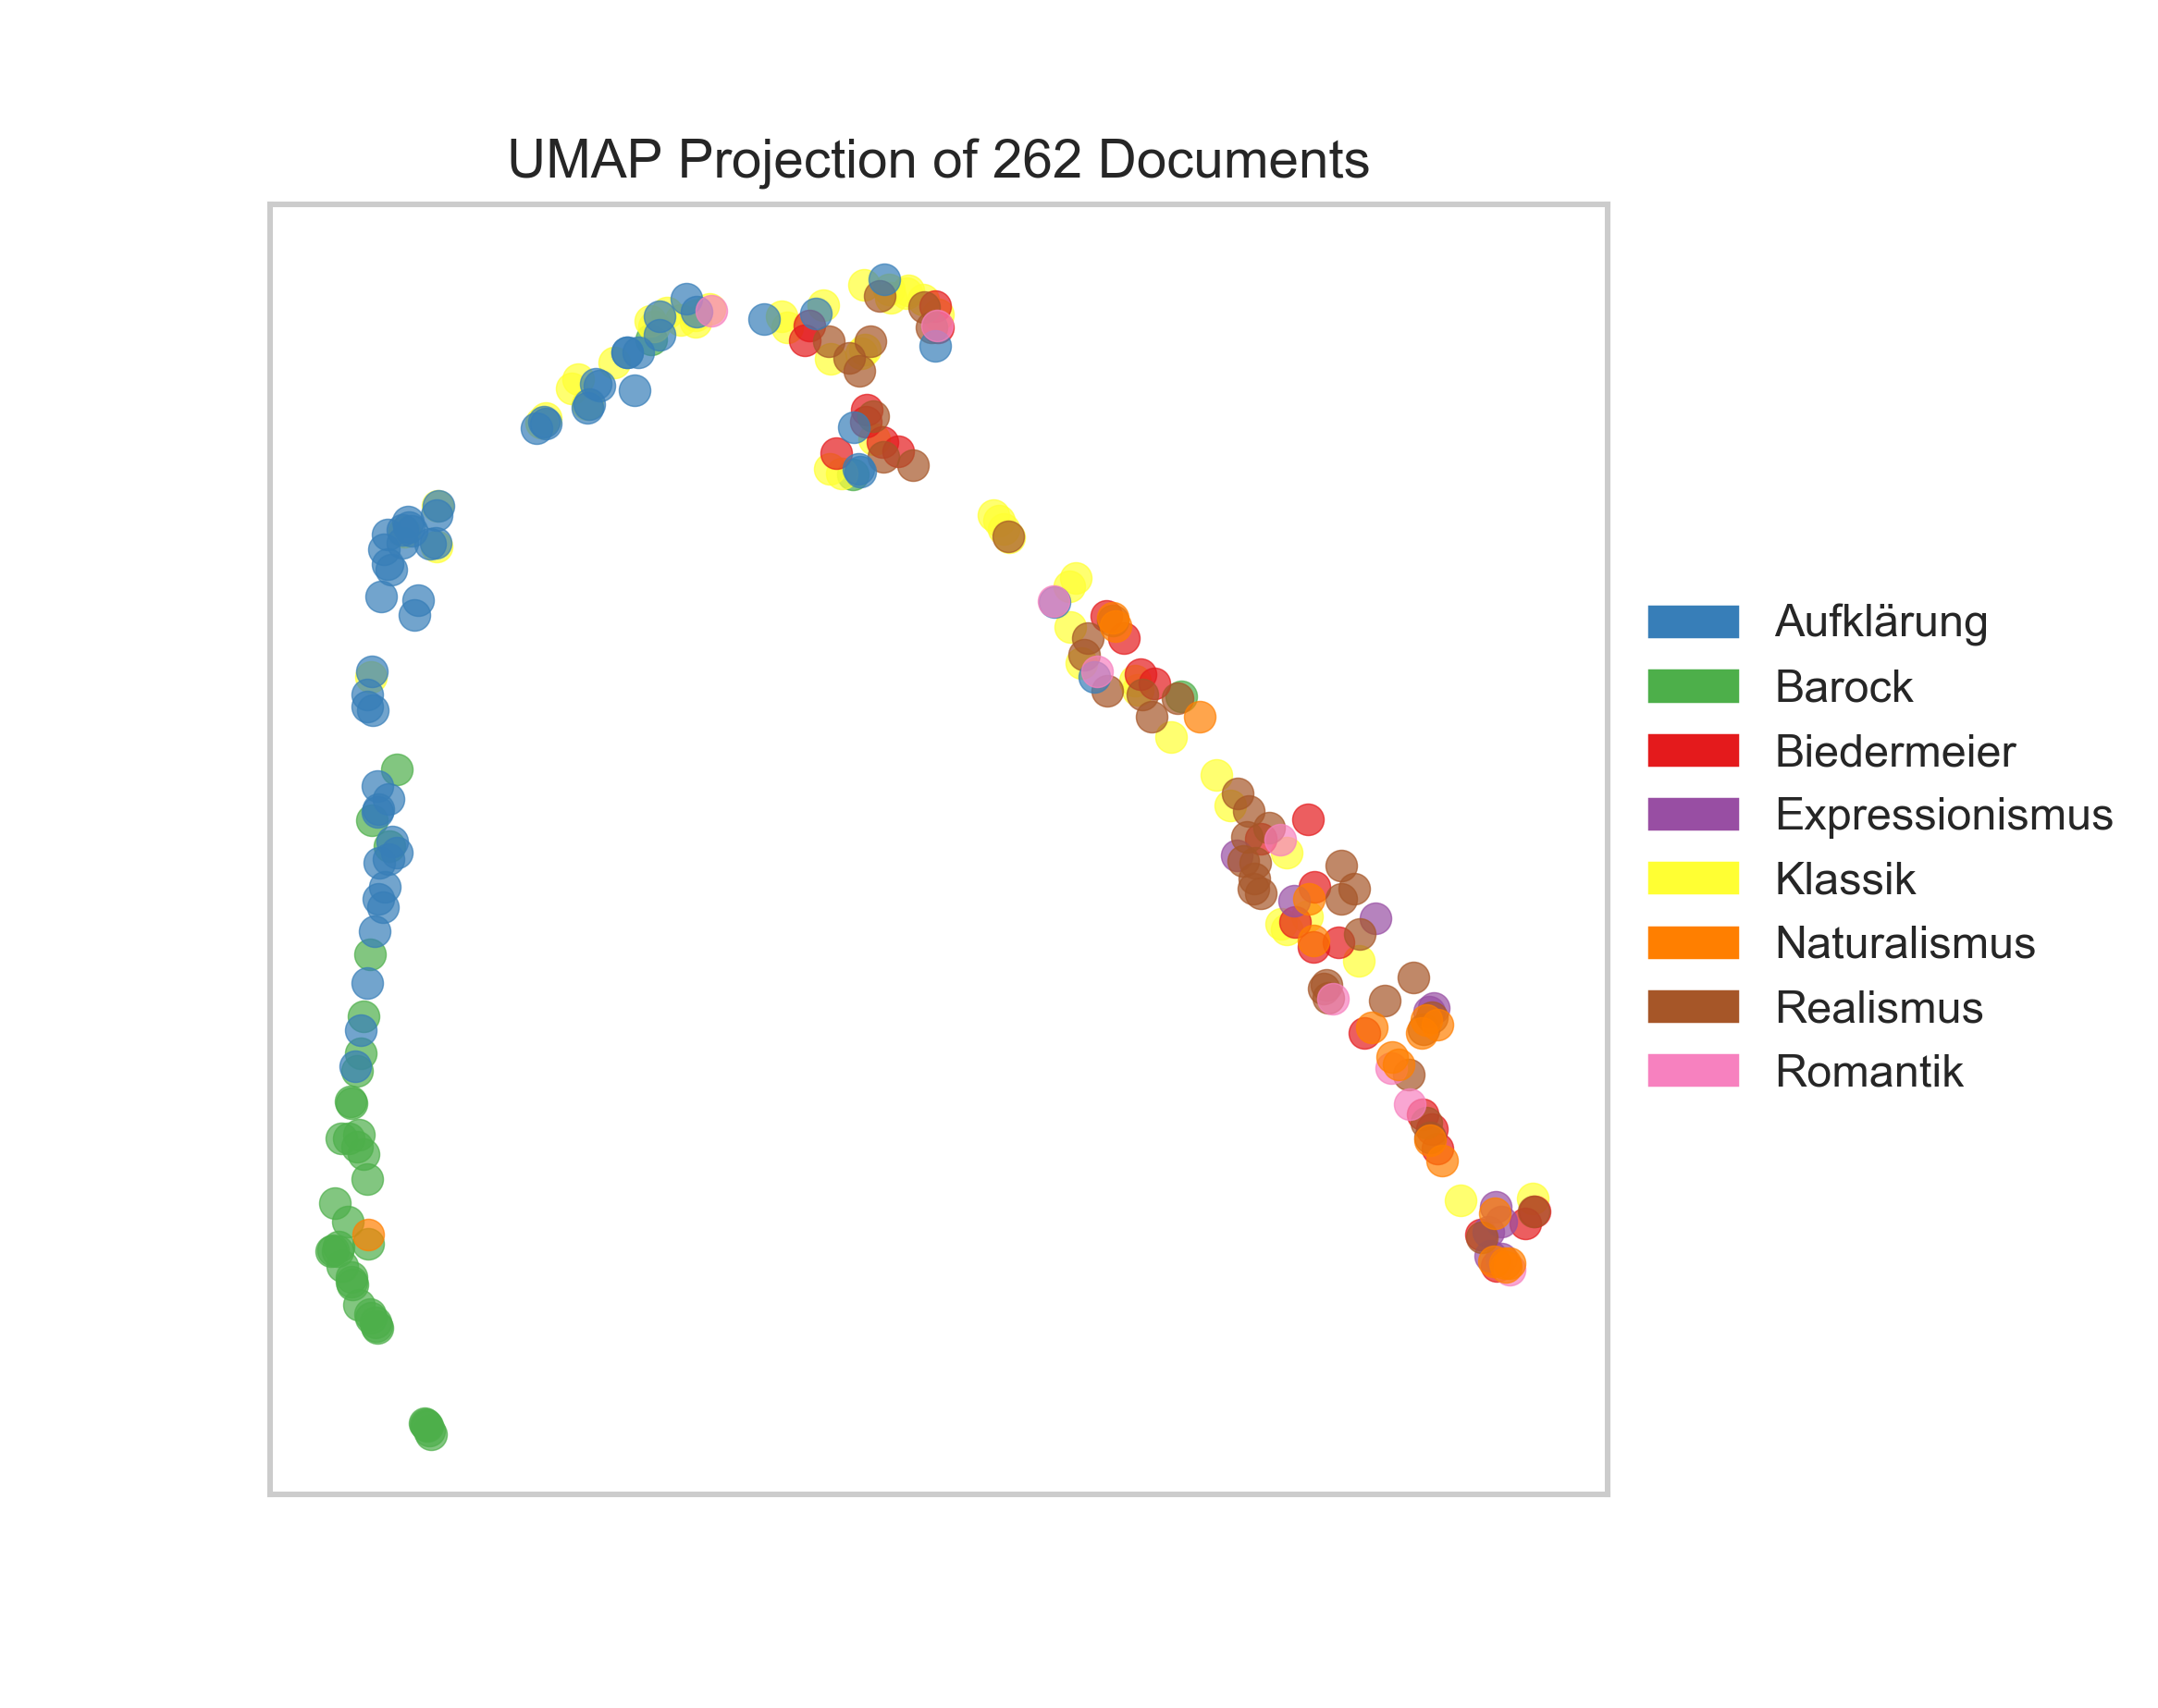 UMAP Projection of 262 Documents
Aufklärung
Barock
Biedermeier
Expressionismus
Klassik
Naturalismus
Realismus
Romantik